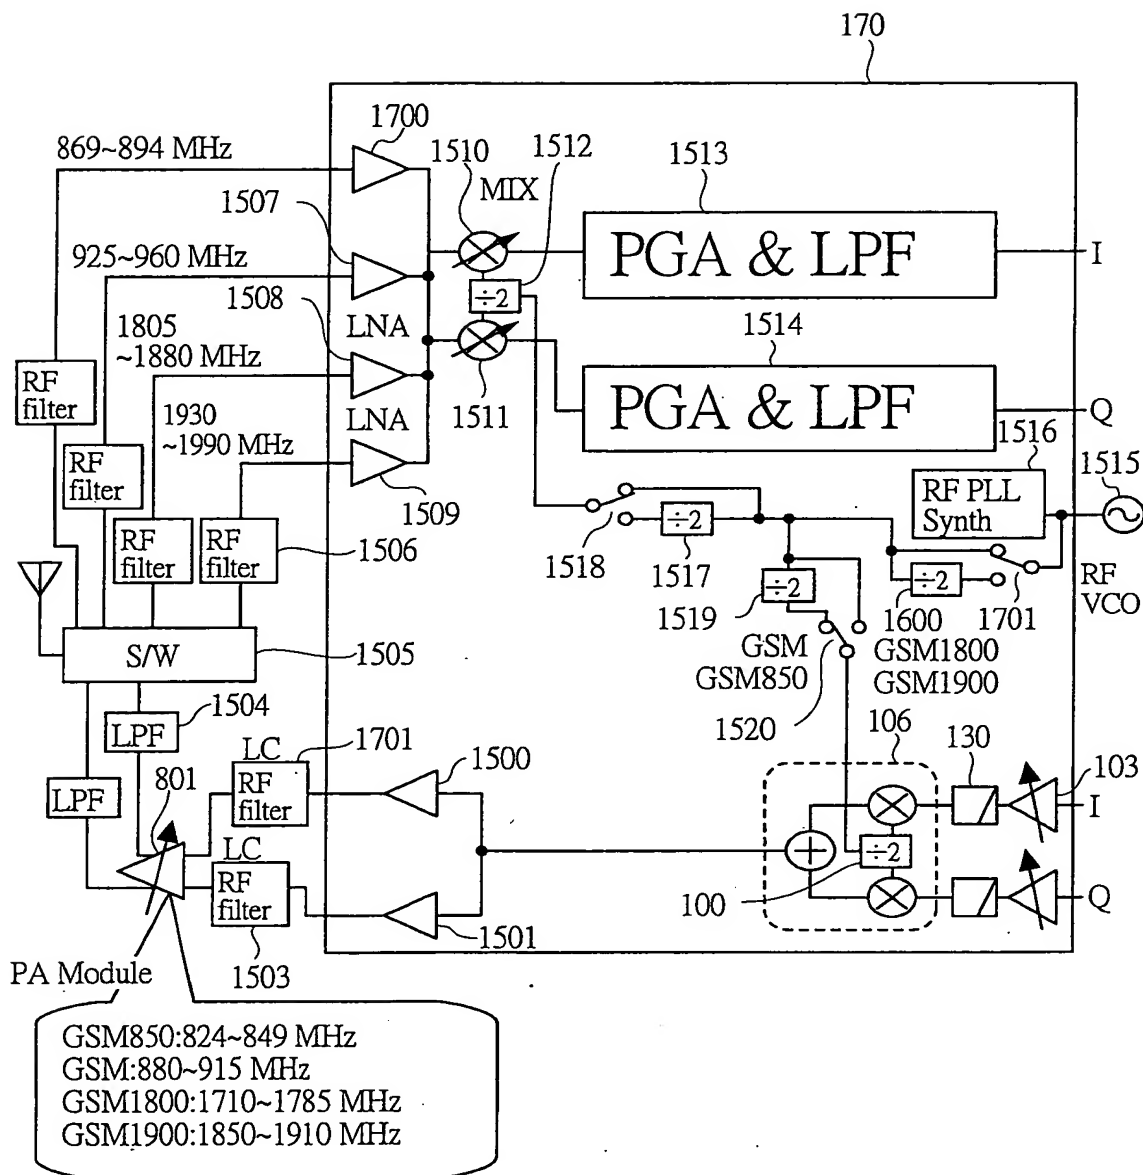 170
1700
869~894 MHz
1510
1512
1513
MIX
1507
PGA & LPF
I
925~960 MHz
÷2
1508
1514
1805
~1880 MHz
LNA
RF
filter
PGA & LPF
Q
1930
~1990 MHz
LNA
1511
1516
1515
RF
filter
1509
RF PLL
Synth
RF
filter
RF
filter
1506
1518
÷2
1517
÷2
1519
÷2
1600
1701
RF
VCO
S/W
1505
GSM
GSM850
GSM1800
GSM1900
1520
1504
LPF
LC
1701
1500
106
130
103
LPF
801
RF
filter
I
LC
÷2
RF
filter
100
Q
1501
1503
PA Module
GSM850:824~849 MHz
GSM:880~915 MHz
GSM1800:1710~1785 MHz
GSM1900:1850~1910 MHz